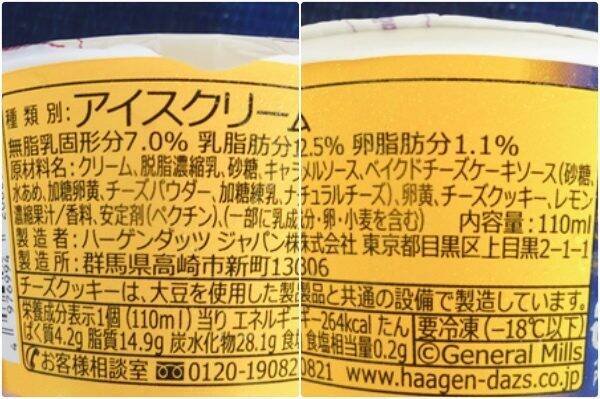 種類別:アイスクリーム
無脂乳固形分7.0% 乳脂肪分12.5% 卵脂肪分1.1%
原材料名:クリーム、脱脂濃縮乳、砂糖、キャラメルソース、ベイクドチーズケーキソース(砂糖、
水あめ、加糖卵黄、チーズパウダー、加糖練乳、ナチュラルチーズ)、卵黄、チーズクッキー、レモン
濃縮果汁/香料、安定剤(ペクチン)、(一部に乳成分・卵・小麦を含む) 内容量:110ml
製造者:ハーゲンダッツ ジャパン株式会社 東京都目黒区上目黒2-1-1
製造所:群馬県高崎市新町1306
チーズクッキーは、大豆を使用した製品と共通の設備で製造しています。
栄養成分表示1個(110ml)当り エネルギー264kcal たん
ぱく質4.2g 脂質14.9g 炭水化物28.1g 食塩相当量0.2g
要冷凍(−18℃以下)
©General Mills
お客様相談室 0120-190821 www.haagen-dazs.co.jp